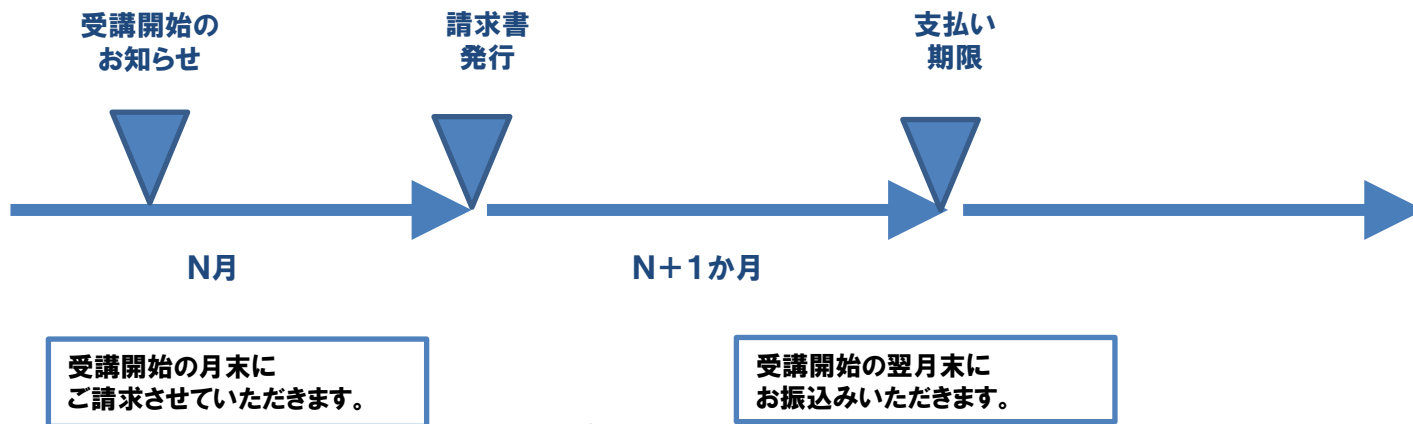 受講開始の
お知らせ
請求書
発行
支払い
期限
N月
N＋1か月
受講開始の月末に
ご請求させていただきます。
受講開始の翌月末に
お振込みいただきます。